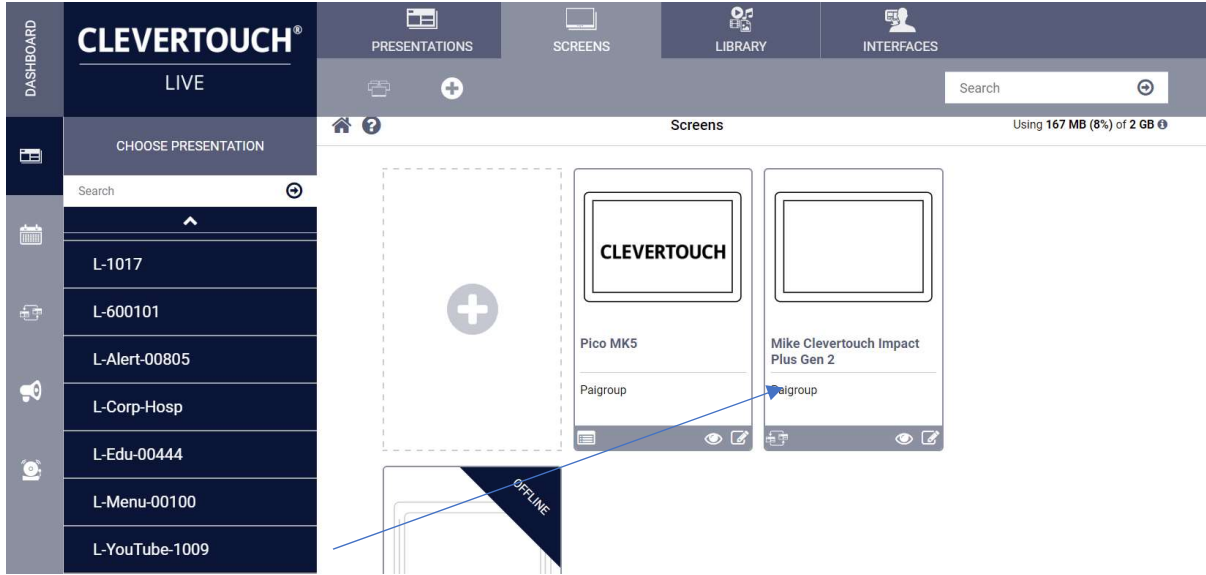 DASHBOARD
CLEVERTOUCH®
LIVE
PRESENTATIONS
SCREENS
LIBRARY
INTERFACES
Search
CHOOSE PRESENTATION
Search
Screens
Using 167 MB (8%) of 2 GB
L-1017
L-600101
L-Alert-00805
L-Corp-Hosp
L-Edu-00444
L-Menu-00100
L-YouTube-1009
CLEVERTOUCH
Pico MK5
Paigroup
Mike Clevertouch Impact
Plus Gen 2
Paigroup
OFFLINE